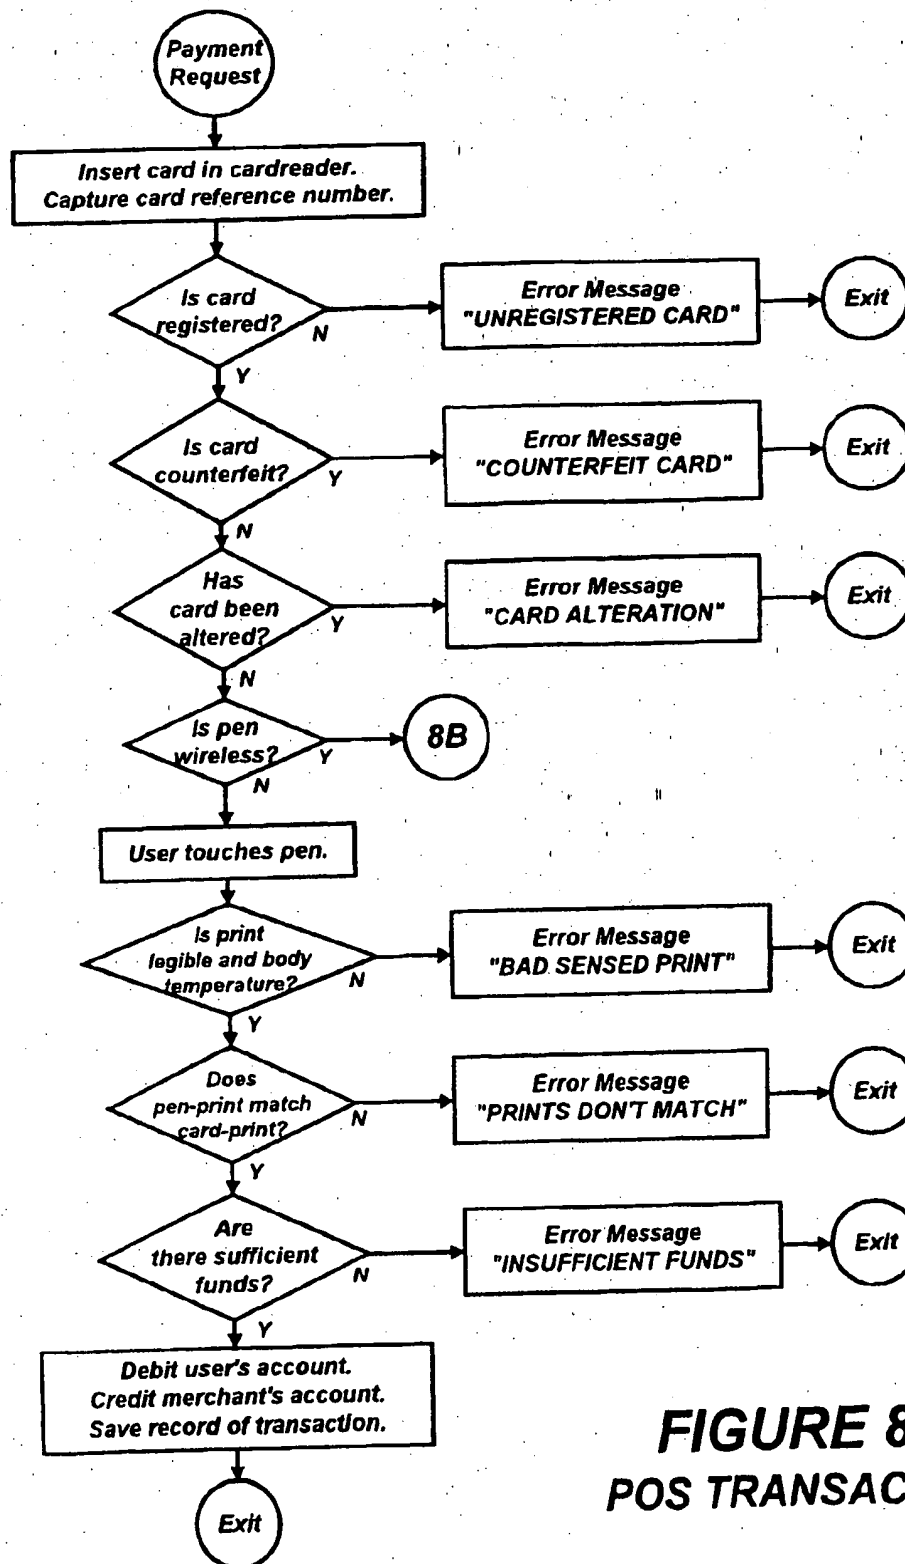 Payment
Request
Insert card in cardreader.
Capture card reference number.
Is card
registered?
N
Error Message
"UNREGISTERED CARD"
Exit
Y
Is card
counterfeit?
Y
Error Message
"COUNTERFEIT CARD"
Exit
N
Has
card been
altered?
Y
Error Message
"CARD ALTERATION"
Exit
N
Is pen
wireless?
Y
8B
N
User touches pen.
Is print
legible and body
temperature?
N
Error Message
"BAD SENSED PRINT"
Exit
Y
Does
pen-print match
card-print?
N
Error Message
"PRINTS DON'T MATCH"
Exit
Y
Are
there sufficient
funds?
N
Error Message
"INSUFFICIENT FUNDS"
Exit
Y
Debit user's account.
Credit merchant's account.
Save record of transaction.
Exit
FIGURE 8
POS TRANSAC